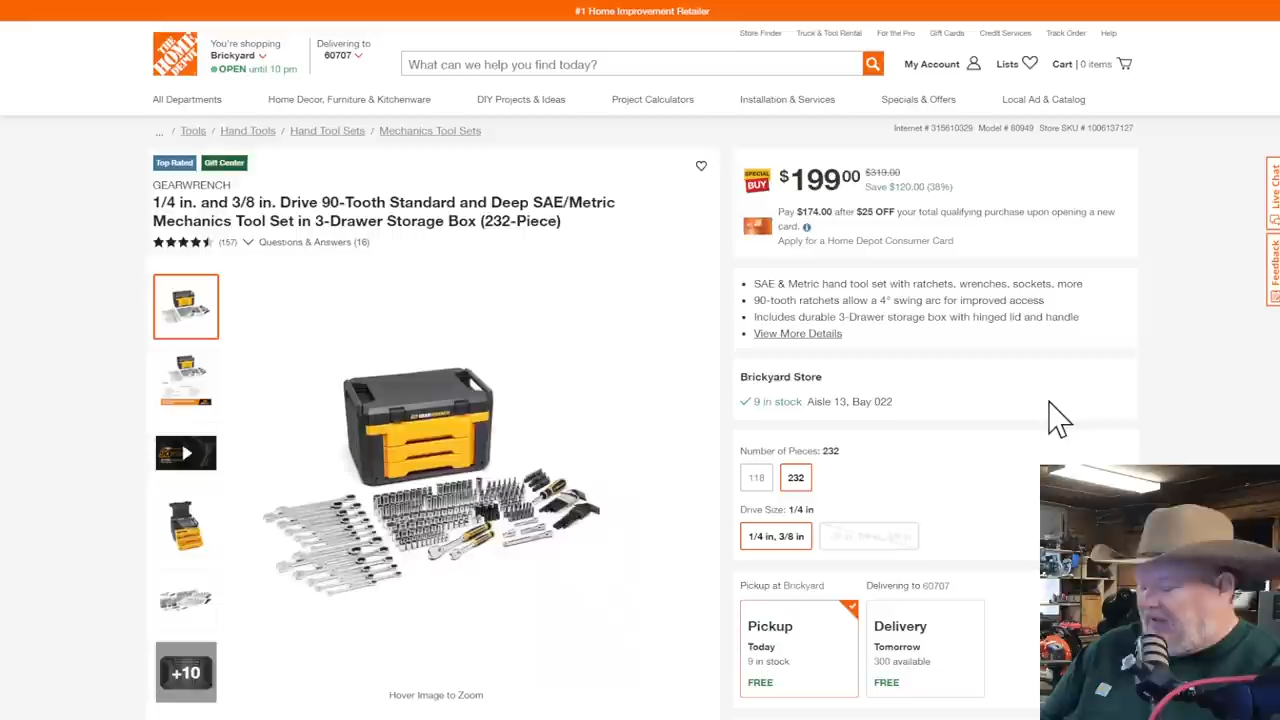 #1 Home Improvement Retailer
Store Finder Truck & Tool Rental For the Pro Gift Cards Credit Services Track Order Help
THE HOME DEPOT
You're shopping
Brickyard
OPEN until 10 pm
Delivering to
60707
What can we help you find today?
My Account
Lists
Cart | 0 items
All Departments Home Decor, Furniture & Kitchenware DIY Projects & Ideas Project Calculators Installation & Services Specials & Offers Local Ad & Catalog
... / Tools / Hand Tools / Hand Tool Sets / Mechanics Tool Sets
Internet # 315610329 Model # 80949 Store SKU # 1006137127
Top Rated Gift Center
GEARWRENCH
1/4 in. and 3/8 in. Drive 90-Tooth Standard and Deep SAE/Metric
Mechanics Tool Set in 3-Drawer Storage Box (232-Piece)
(157) Questions & Answers (16)
GEARWRENCH
+10
Hover Image to Zoom
SPECIAL
BUY
$19900 $319.00
Save $120.00 (38%)
Pay $174.00 after $25 OFF your total qualifying purchase upon opening a new
card.
Apply for a Home Depot Consumer Card
• SAE & Metric hand tool set with ratchets, wrenches, sockets, more
• 90-tooth ratchets allow a 4° swing arc for improved access
• Includes durable 3-Drawer storage box with hinged lid and handle
• View More Details
Brickyard Store
9 in stock Aisle 13, Bay 022
Number of Pieces: 232
118 232
Drive Size: 1/4 in
1/4 in, 3/8 in
Pickup at Brickyard
Delivering to 60707
Pickup
Today
9 in stock
FREE
Delivery
Tomorrow
300 available
FREE
Live Chat
Feedback